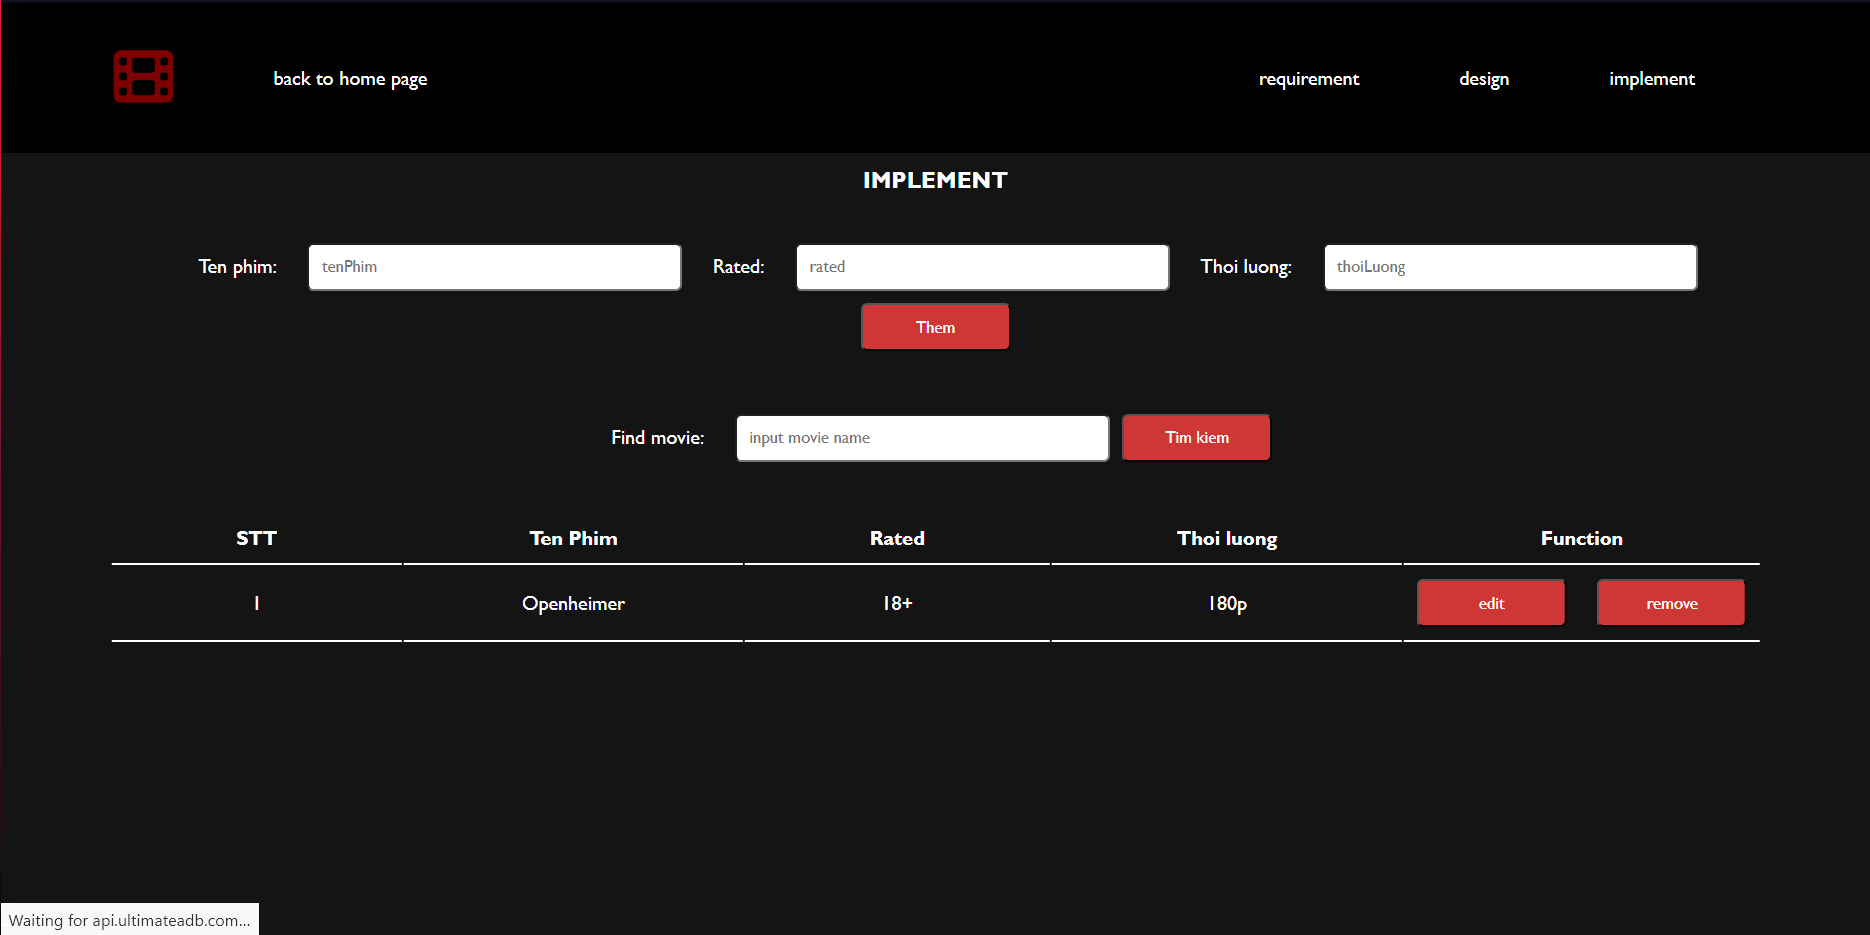 back to home page requirement design implement
IMPLEMENT
Ten phim: tenPhim Rated: rated Thoi luong: thoiLuong
Them
Find movie: input movie name Tim kiem
STT Ten Phim Rated Thoi luong Function
1 Openheimer 18+ 180p edit remove
Waiting for api.ultimateadb.com...